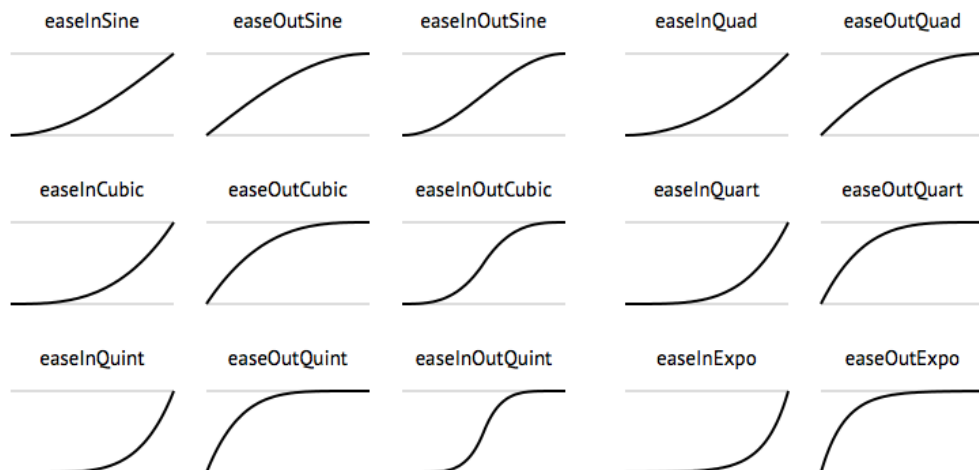 easeInSine easeOutSine easeInOutSine easeInQuad easeOutQuad
easeInCubic easeOutCubic easeInOutCubic easeInQuart easeOutQuart
easeInQuint easeOutQuint easeInOutQuint easeInExpo easeOutExpo